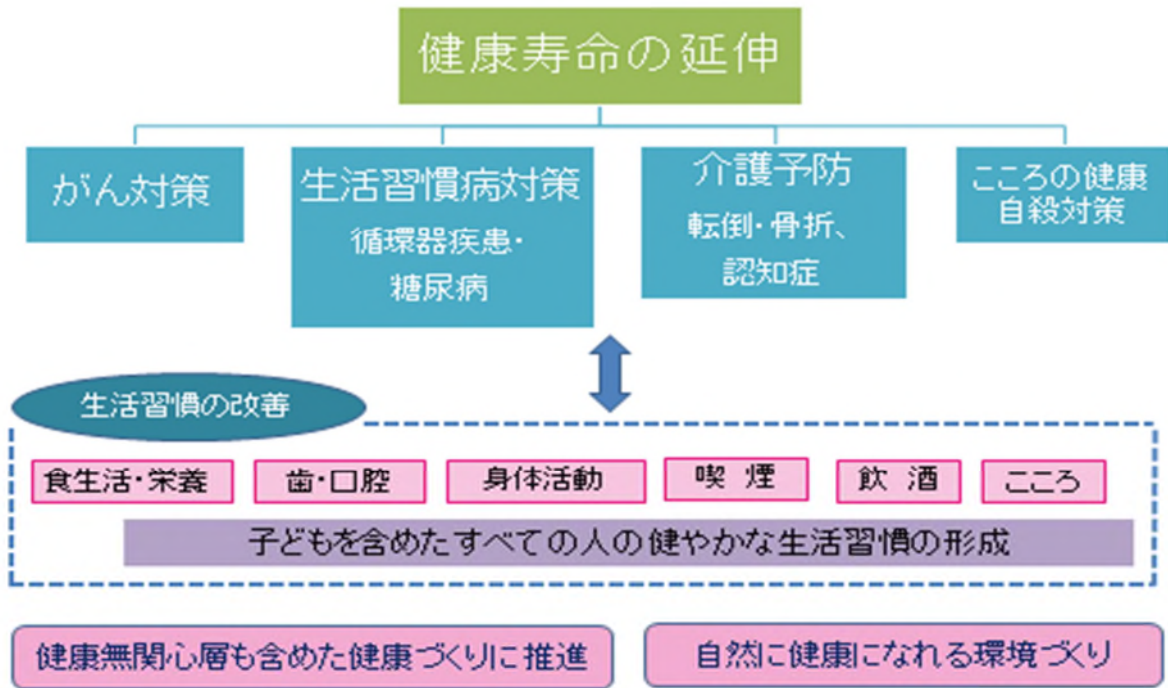 健康寿命の延伸
がん対策
生活習慣病対策
循環器疾患・
糖尿病
介護予防
転倒・骨折、
認知症
こころの健康
自殺対策
生活習慣の改善
食生活・栄養
歯・口腔
身体活動
喫 煙
飲 酒
こころ
子どもを含めたすべての人の健やかな生活習慣の形成
健康無関心層も含めた健康づくりに推進
自然に健康になれる環境づくり